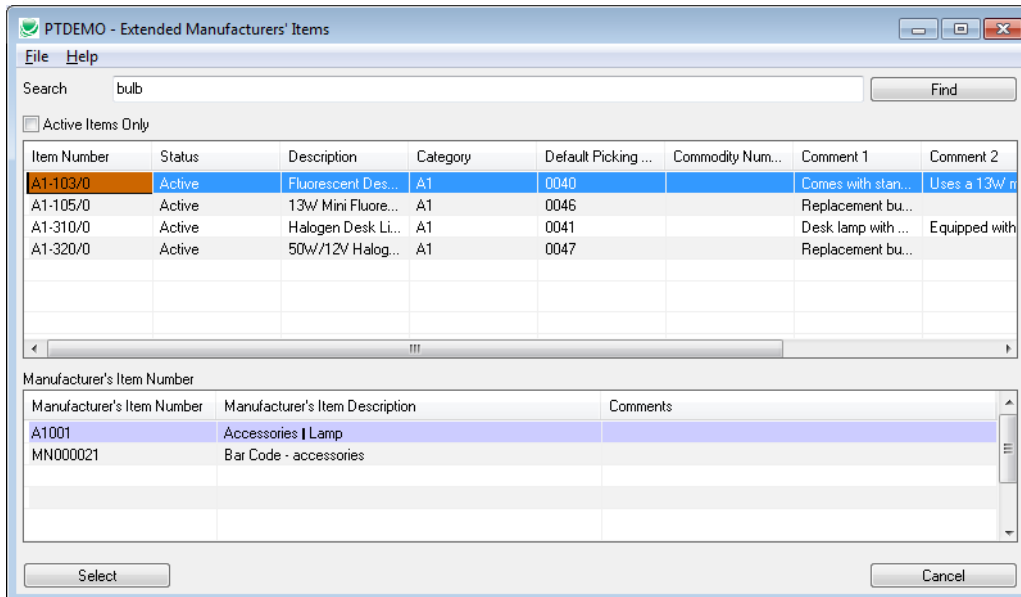 PTDEMO - Extended Manufacturers' Items
File Help
Search bulb Find
Active Items Only
Item Number Status Description Category Default Picking ... Commodity Num... Comment 1 Comment 2
A1-103/0 Active Fluorescent Des... A1 0040 Comes with stan... Uses a 13W m
A1-105/0 Active 13W Mini Fluore... A1 0046 Replacement bu...
A1-310/0 Active Halogen Desk Li... A1 0041 Desk lamp with ... Equipped with
A1-320/0 Active 50W/12V Halog... A1 0047 Replacement bu...
Manufacturer's Item Number
Manufacturer's Item Number Manufacturer's Item Description Comments
A1001 Accessories | Lamp
MN000021 Bar Code - accessories
Select Cancel